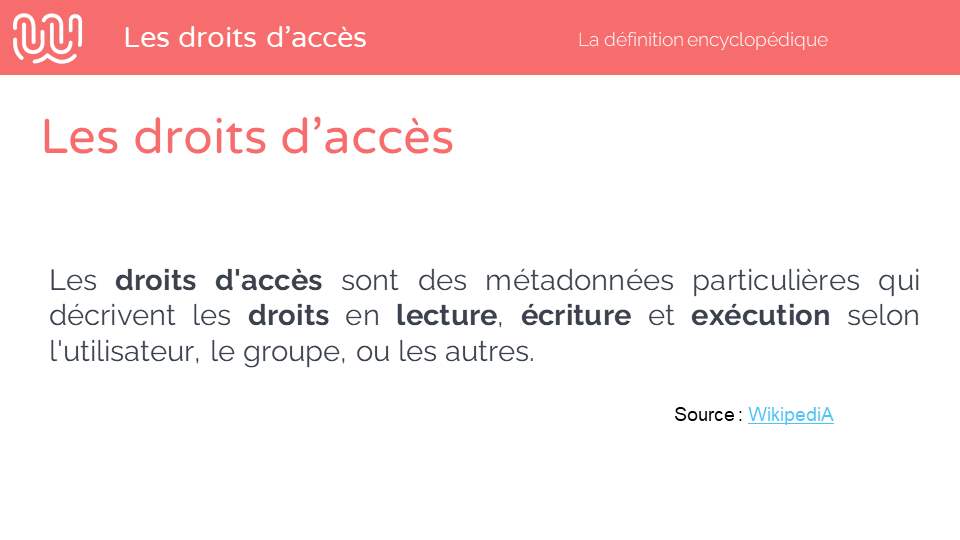 Les droits d’accès
La définition encyclopédique
Les droits d’accès
Les droits d'accès sont des métadonnées particulières qui
décrivent les droits en lecture, écriture et exécution selon
l'utilisateur, le groupe, ou les autres.
Source : WikipediA